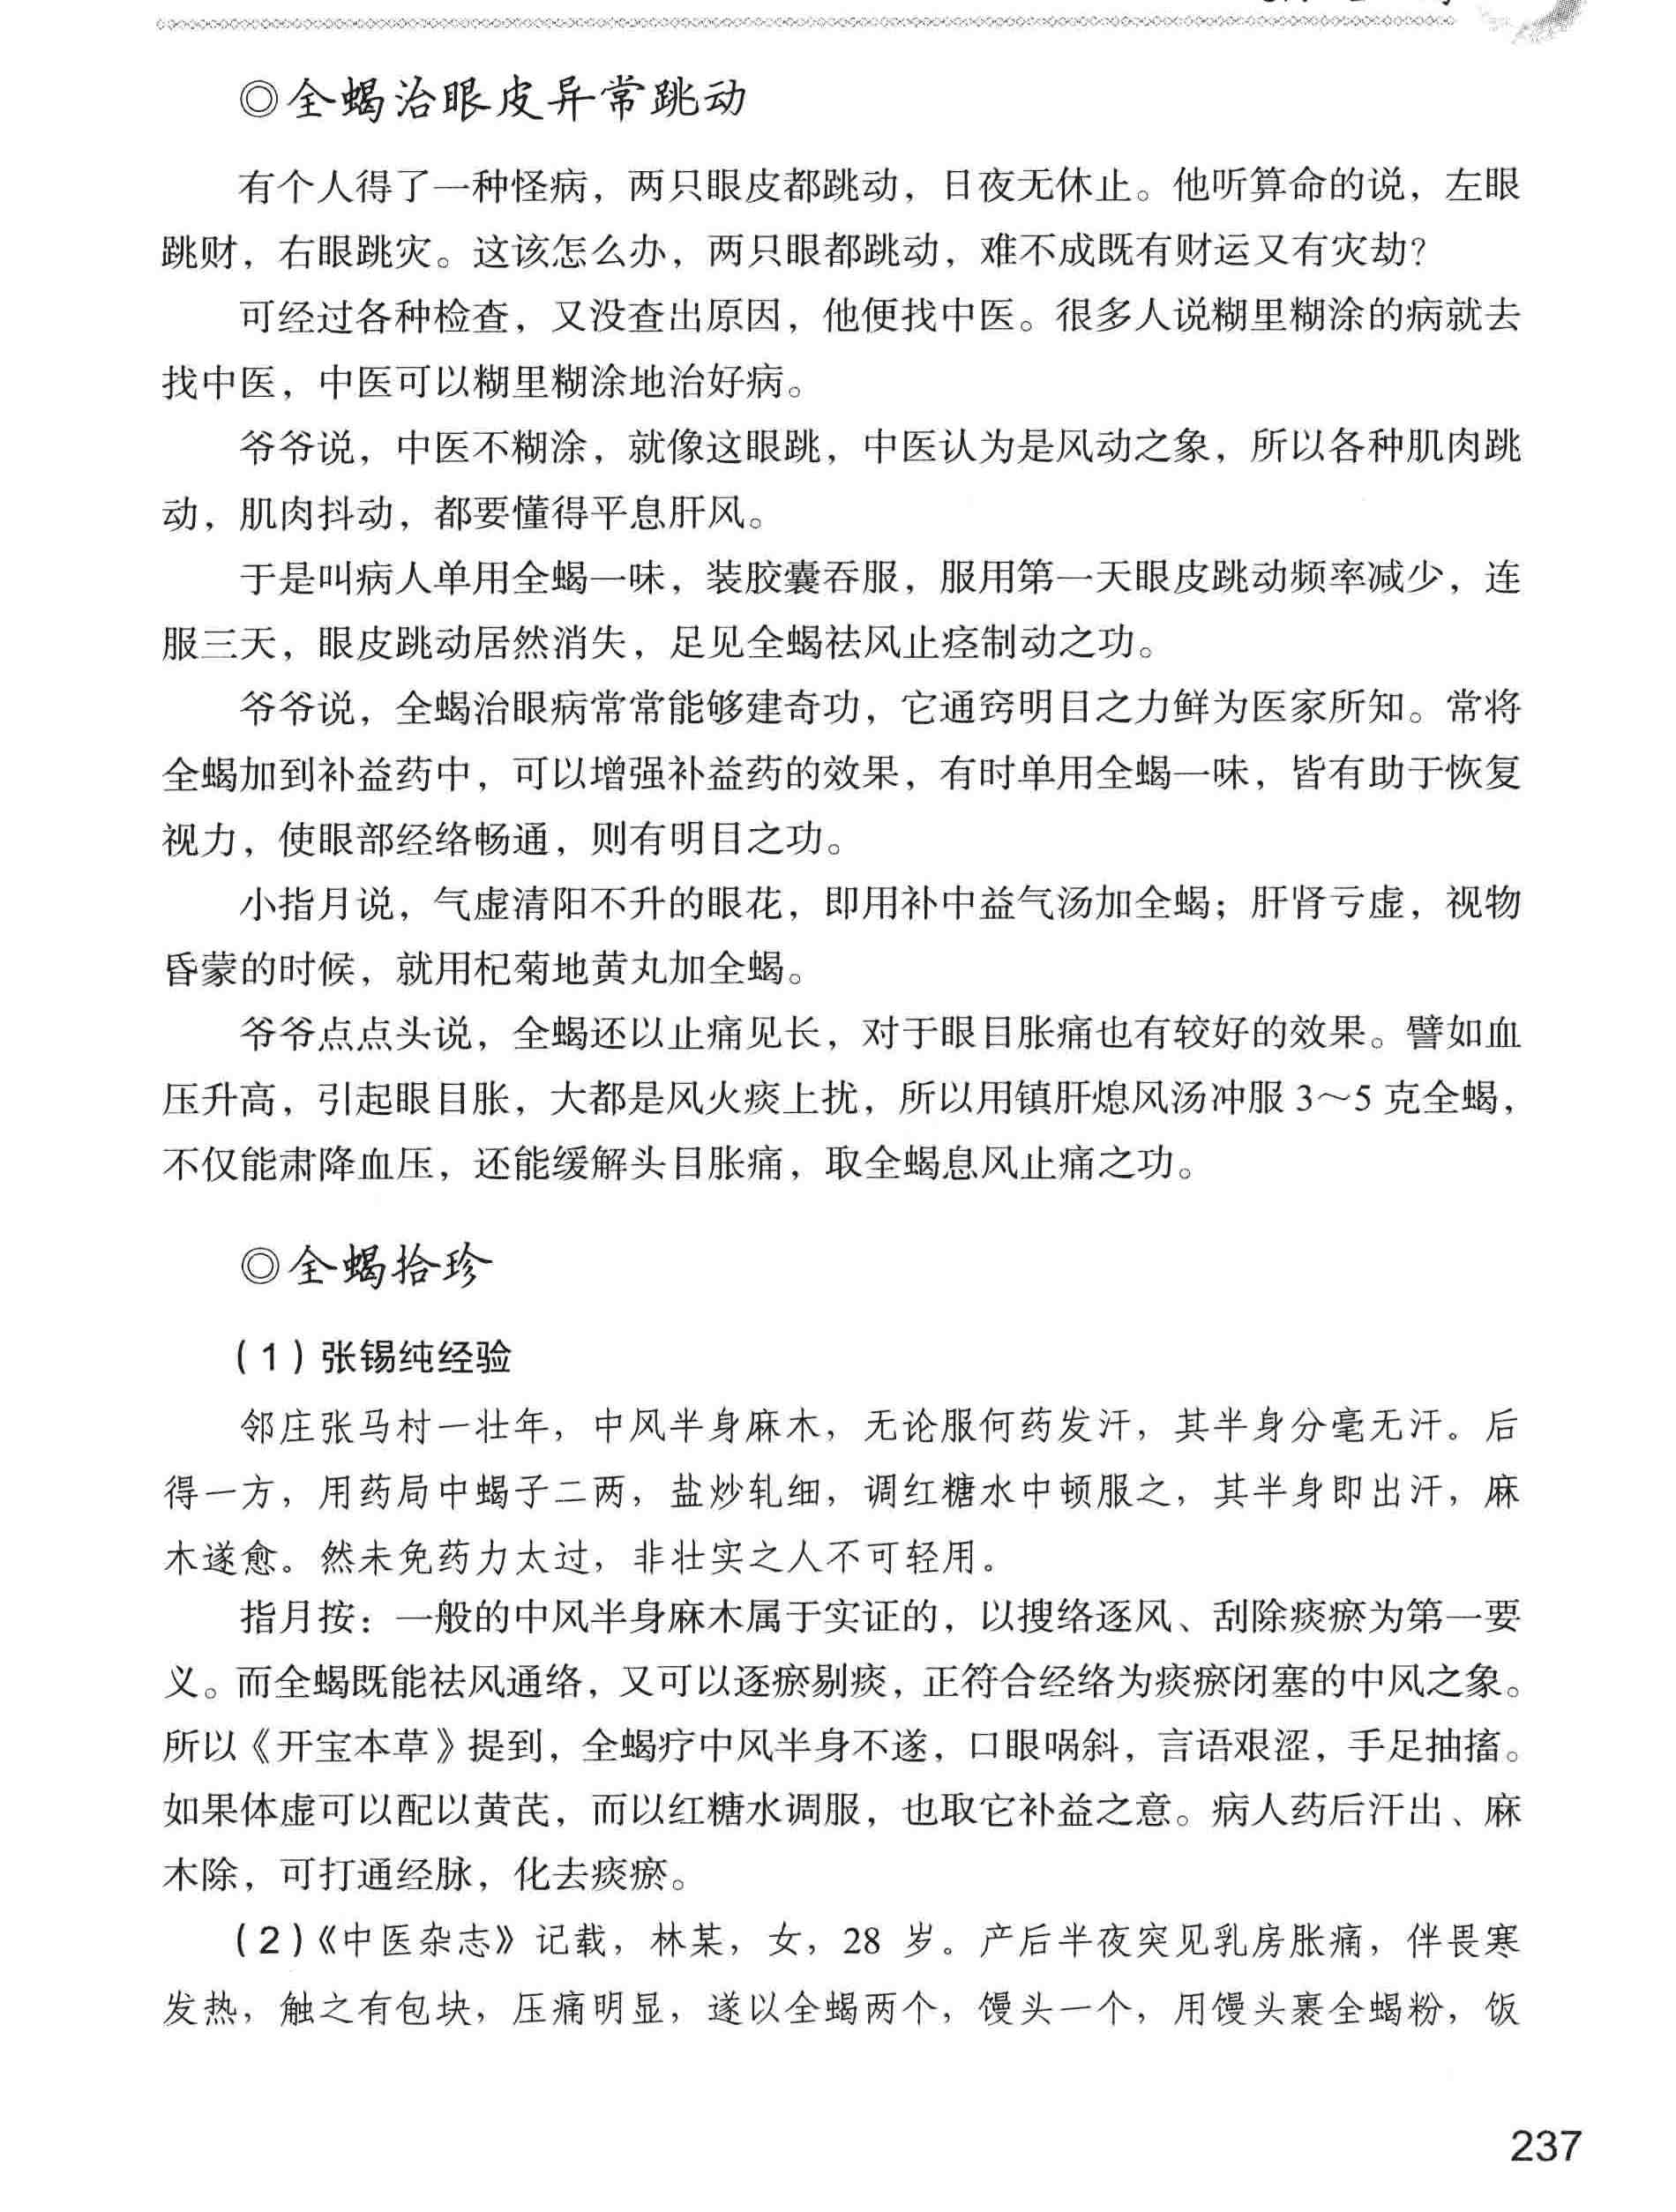 ◎全蝎治眼皮异常跳动
有个人得了一种怪病，两只眼皮都跳动，日夜无休止。他听算命的说，左眼
跳财，右眼跳灾。这该怎么办，两只眼都跳动，难不成既有财运又有灾劫？
可经过各种检查，又没查出原因，他便找中医。很多人说糊里糊涂的病就去
找中医，中医可以糊里糊涂地治好病。
爷爷说，中医不糊涂，就像这眼跳，中医认为是风动之象，所以各种肌肉跳
动，肌肉抖动，都要懂得平息肝风。
于是叫病人单用全蝎一味，装胶囊吞服，服用第一天眼皮跳动频率减少，连
服三天，眼皮跳动居然消失，足见全蝎祛风止痉制动之功。
爷爷说，全蝎治眼病常常能够建奇功，它通窍明目之力鲜为医家所知。常将
全蝎加到补益药中，可以增强补益药的效果，有时单用全蝎一味，皆有助于恢复
视力，使眼部经络畅通，则有明目之功。
小指月说，气虚清阳不升的眼花，即用补中益气汤加全蝎；肝肾亏虚，视物
昏蒙的时候，就用杞菊地黄丸加全蝎。
爷爷点点头说，全蝎还以止痛见长，对于眼目胀痛也有较好的效果。譬如血
压升高，引起眼目胀，大都是风火痰上扰，所以用镇肝熄风汤冲服 3～5 克全蝎，
不仅能肃降血压，还能缓解头目胀痛，取全蝎息风止痛之功。
◎全蝎拾珍
（1）张锡纯经验
邻庄张马村一壮年，中风半身麻木，无论服何药发汗，其半身分毫无汗。后
得一方，用药局中蝎子二两，盐炒轧细，调红糖水中顿服之，其半身即出汗，麻
木遂愈。然未免药力太过，非壮实之人不可轻用。
指月按：一般的中风半身麻木属于实证的，以搜络逐风、刮除痰瘀为第一要
义。而全蝎既能祛风通络，又可以逐瘀剔痰，正符合经络为痰瘀闭塞的中风之象。
所以《开宝本草》提到，全蝎疗中风半身不遂，口眼㖞斜，言语艰涩，手足抽搐。
如果体虚可以配以黄芪，而以红糖水调服，也取它补益之意。病人药后汗出、麻
木除，可打通经脉，化去痰瘀。
（2）《中医杂志》记载，林某，女，28 岁。产后半夜突见乳房胀痛，伴畏寒
发热，触之有包块，压痛明显，遂以全蝎两个，馒头一个，用馒头裹全蝎粉，饭
237